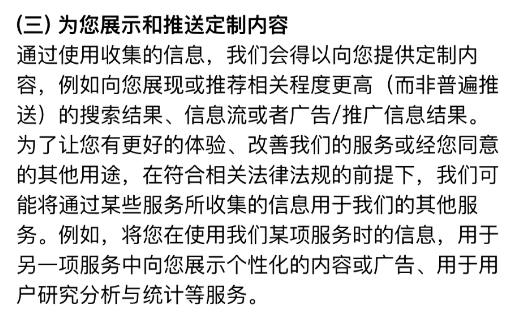 (三) 为您展示和推送定制内容
通过使用收集的信息，我们会得以向您提供定制内
容，例如向您展现或推荐相关程度更高（而非普遍推
送）的搜索结果、信息流或者广告/推广信息结果。
为了让您有更好的体验、改善我们的服务或经您同意
的其他用途，在符合相关法律法规的前提下，我们可
能将通过某些服务所收集的信息用于我们的其他服
务。例如，将您在使用我们某项服务时的信息，用于
另一项服务中向您展示个性化的内容或广告、用于用
户研究分析与统计等服务。